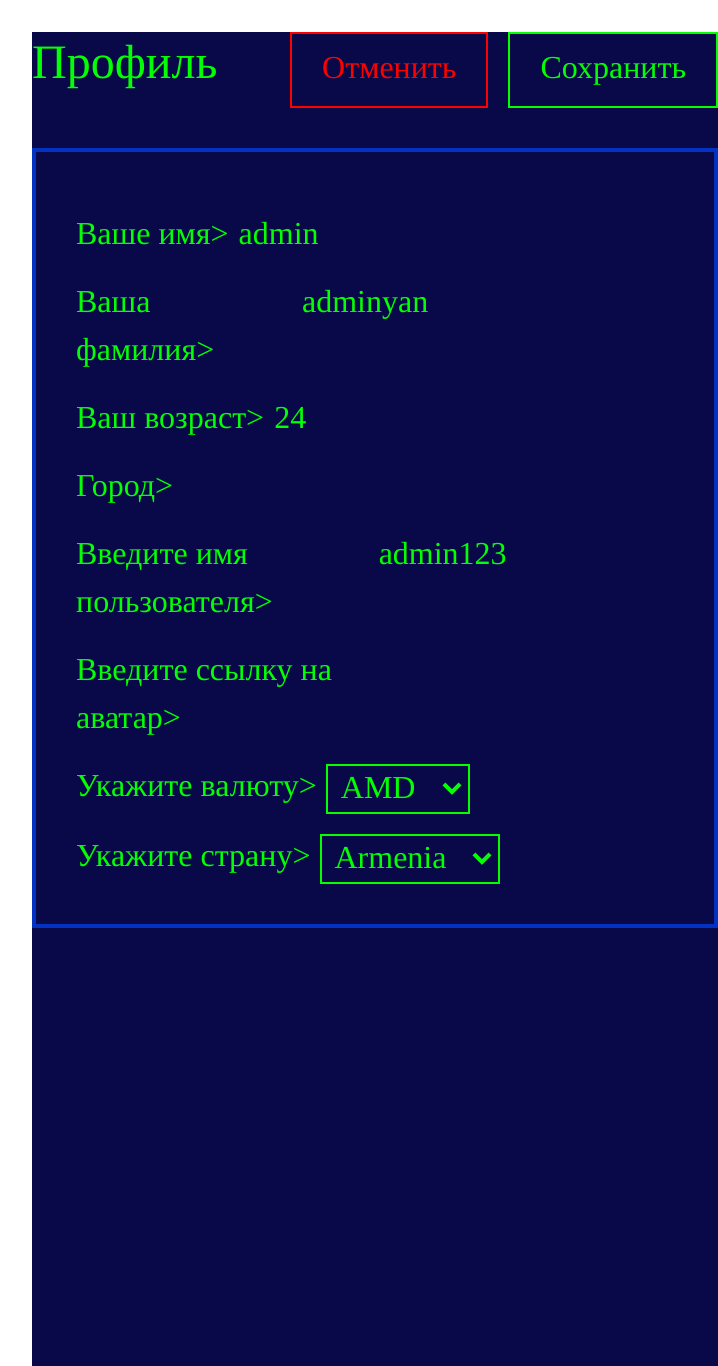 Профиль Отменить Сохранить
Ваше имя> admin
Ваша adminyan
фамилия>
Ваш возраст> 24
Город>
Введите имя admin123
пользователя>
Введите ссылку на
аватар>
Укажите валюту> AMD
Укажите страну> Armenia